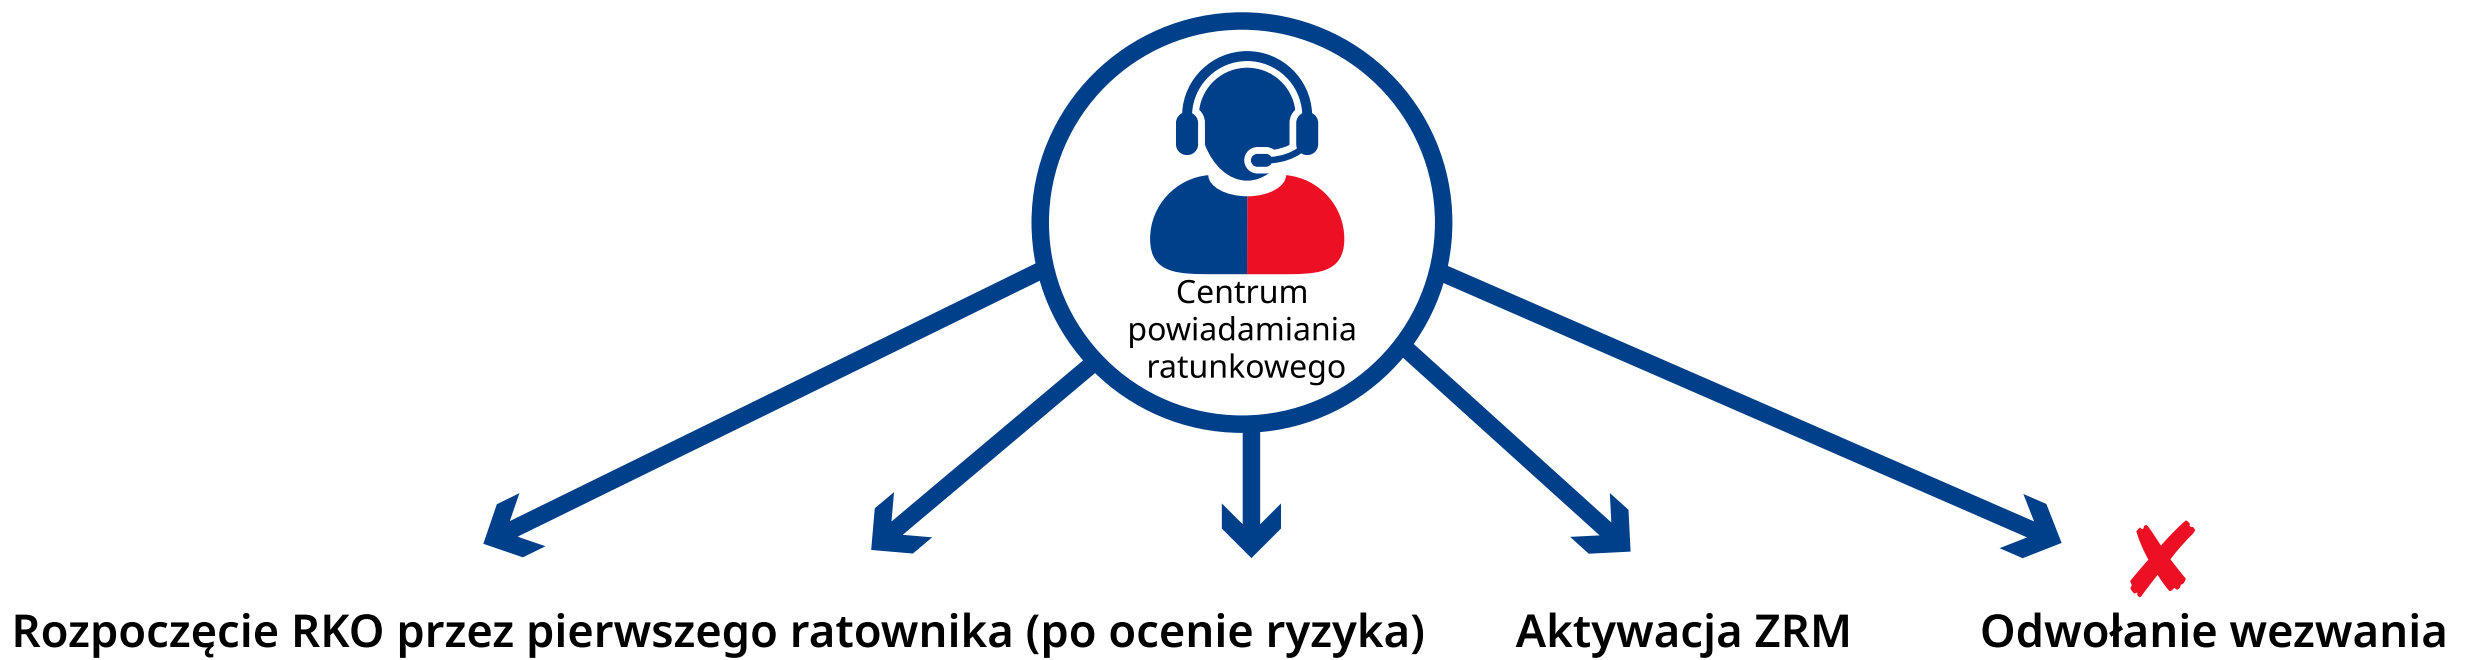 Centrum
powiadamiania
ratunkowego
Rozpoczęcie RKO przez pierwszego ratownika (po ocenie ryzyka)
Aktywacja ZRM
Odwołanie wezwania